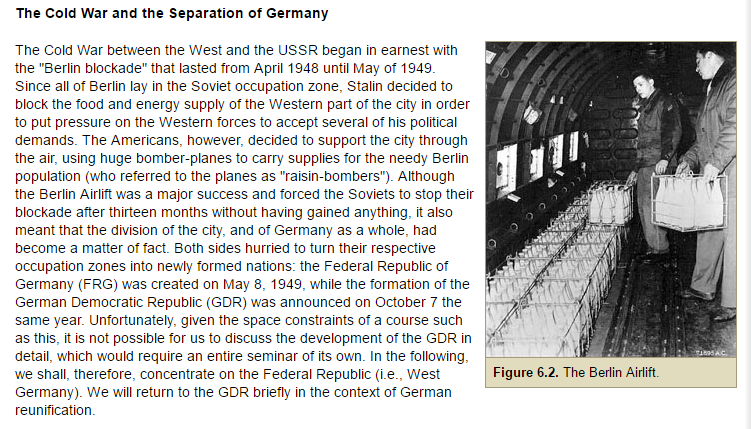 The Cold War and the Separation of Germany
The Cold War between the West and the USSR began in earnest with
the "Berlin blockade" that lasted from April 1948 until May of 1949.
Since all of Berlin lay in the Soviet occupation zone, Stalin decided to
block the food and energy supply of the Western part of the city in order
to put pressure on the Western forces to accept several of his political
demands. The Americans, however, decided to support the city through
the air, using huge bomber-planes to carry supplies for the needy Berlin
population (who referred to the planes as "raisin-bombers"). Although
the Berlin Airlift was a major success and forced the Soviets to stop their
blockade after thirteen months without having gained anything, it also
meant that the division of the city, and of Germany as a whole, had
become a matter of fact. Both sides hurried to turn their respective
occupation zones into newly formed nations: the Federal Republic of
Germany (FRG) was created on May 8, 1949, while the formation of the
German Democratic Republic (GDR) was announced on October 7 the
same year. Unfortunately, given the space constraints of a course such
as this, it is not possible for us to discuss the development of the GDR in
detail, which would require an entire seminar of its own. In the following,
we shall, therefore, concentrate on the Federal Republic (i.e., West
Germany). We will return to the GDR briefly in the context of German
reunification.
Figure 6.2. The Berlin Airlift.